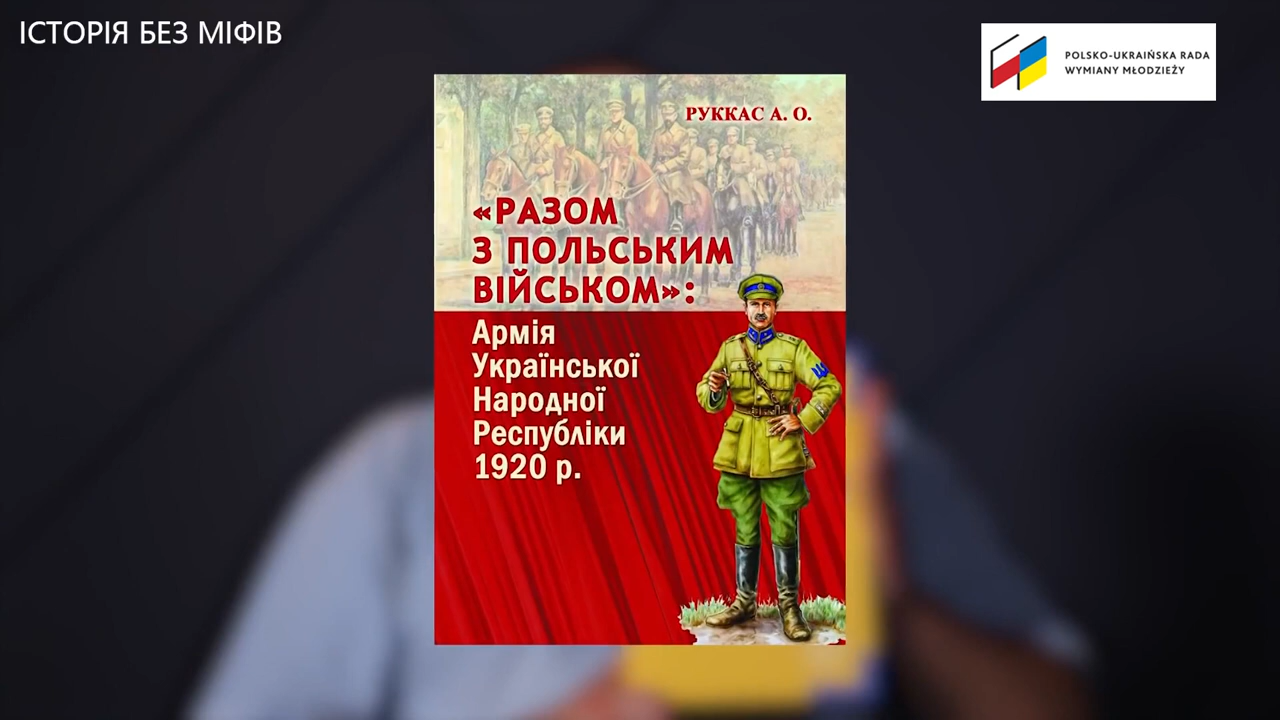 ІСТОРІЯ БЕЗ МІФІВ
POLSKO-UKRAIŃSKA RADA
WYMIANY MŁODZIEŻY
РУККАС А. О.
«РАЗОМ
З ПОЛЬСЬКИМ
ВІЙСЬКОМ»:
Армія
Української
Народної
Республіки
1920 р.